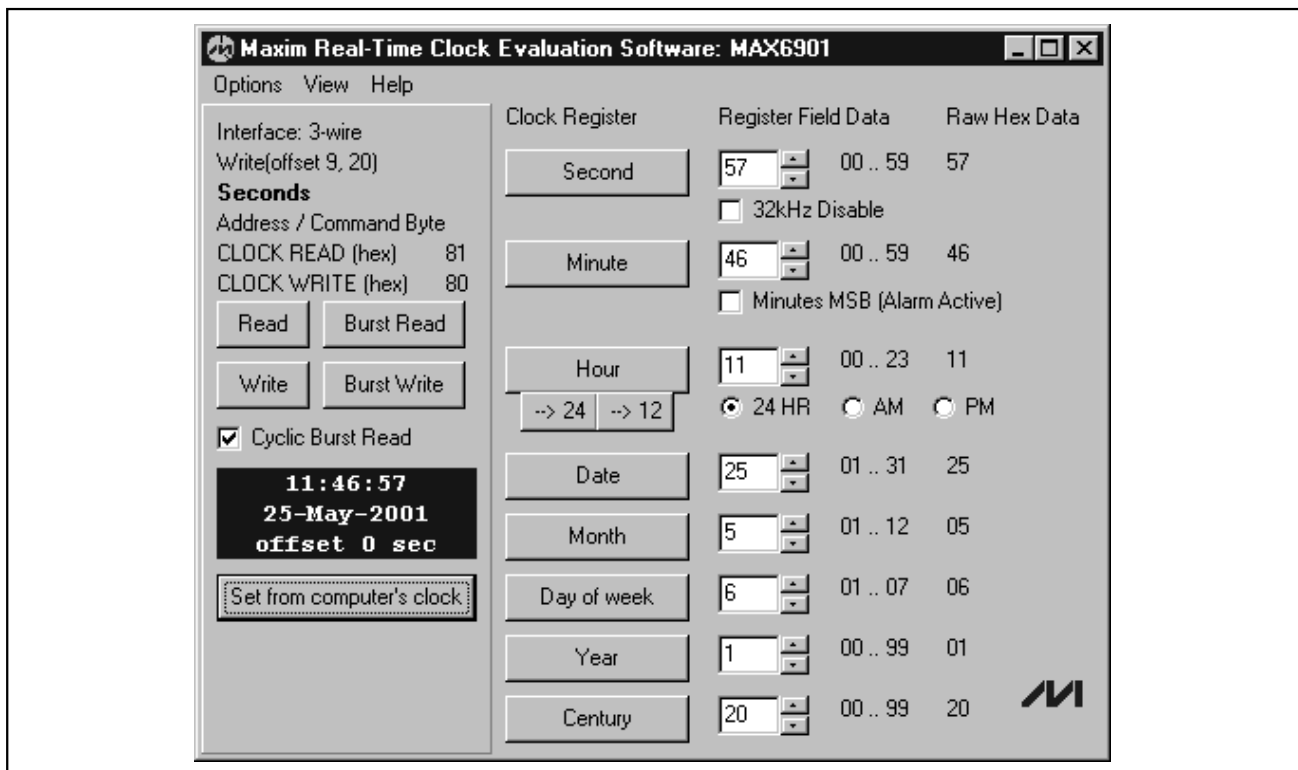 Maxim Real-Time Clock Evaluation Software: MAX6901
Options View Help
Interface: 3-wire
Write(offset 9, 20)
Seconds
Address / Command Byte
CLOCK READ (hex) 81
CLOCK WRITE (hex) 80
Read Burst Read
Write Burst Write
Cyclic Burst Read
11:46:57
25-May-2001
offset 0 sec
Set from computer's clock
Clock Register Register Field Data Raw Hex Data
Second 57 00 .. 59 57
32kHz Disable
Minute 46 00 .. 59 46
Minutes MSB (Alarm Active)
Hour 11 00 .. 23 11
--> 24 --> 12 24 HR AM PM
Date 25 01 .. 31 25
Month 5 01 .. 12 05
Day of week 6 01 .. 07 06
Year 1 00 .. 99 01
Century 20 00 .. 99 20